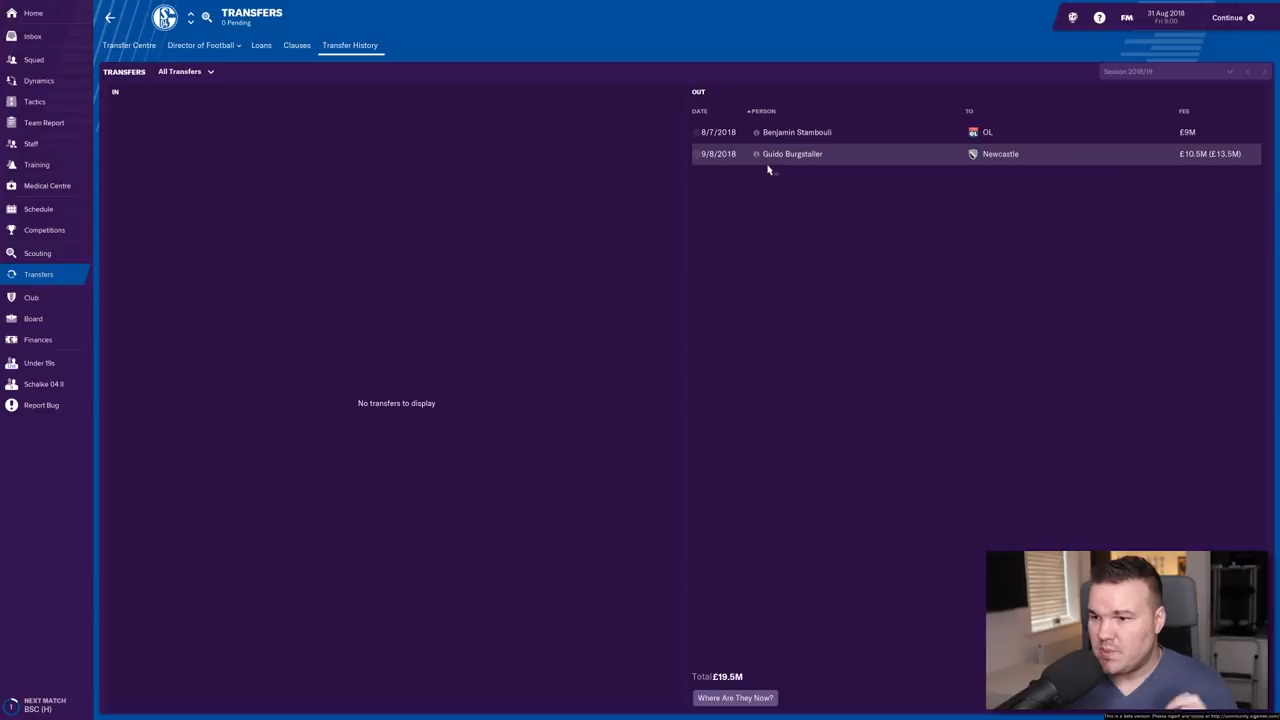 Home
Inbox
Squad
Dynamics
Tactics
Team Report
Staff
Training
Medical Centre
Schedule
Competitions
Scouting
Transfers
Club
Board
Finances
Under 19s
Schalke 04 II
Report Bug
NEXT MATCH
BSC (H)
TRANSFERS
0 Pending
FM
31 Aug 2018
Fri 9:00
Continue
Transfer Centre
Director of Football
Loans
Clauses
Transfer History
TRANSFERS
All Transfers
Season 2018/19
IN
No transfers to display
OUT
DATE PERSON TO FEE
8/7/2018 Benjamin Stambouli OL £9M
9/8/2018 Guido Burgstaller Newcastle £10.5M (£13.5M)
Total£19.5M
Where Are They Now?